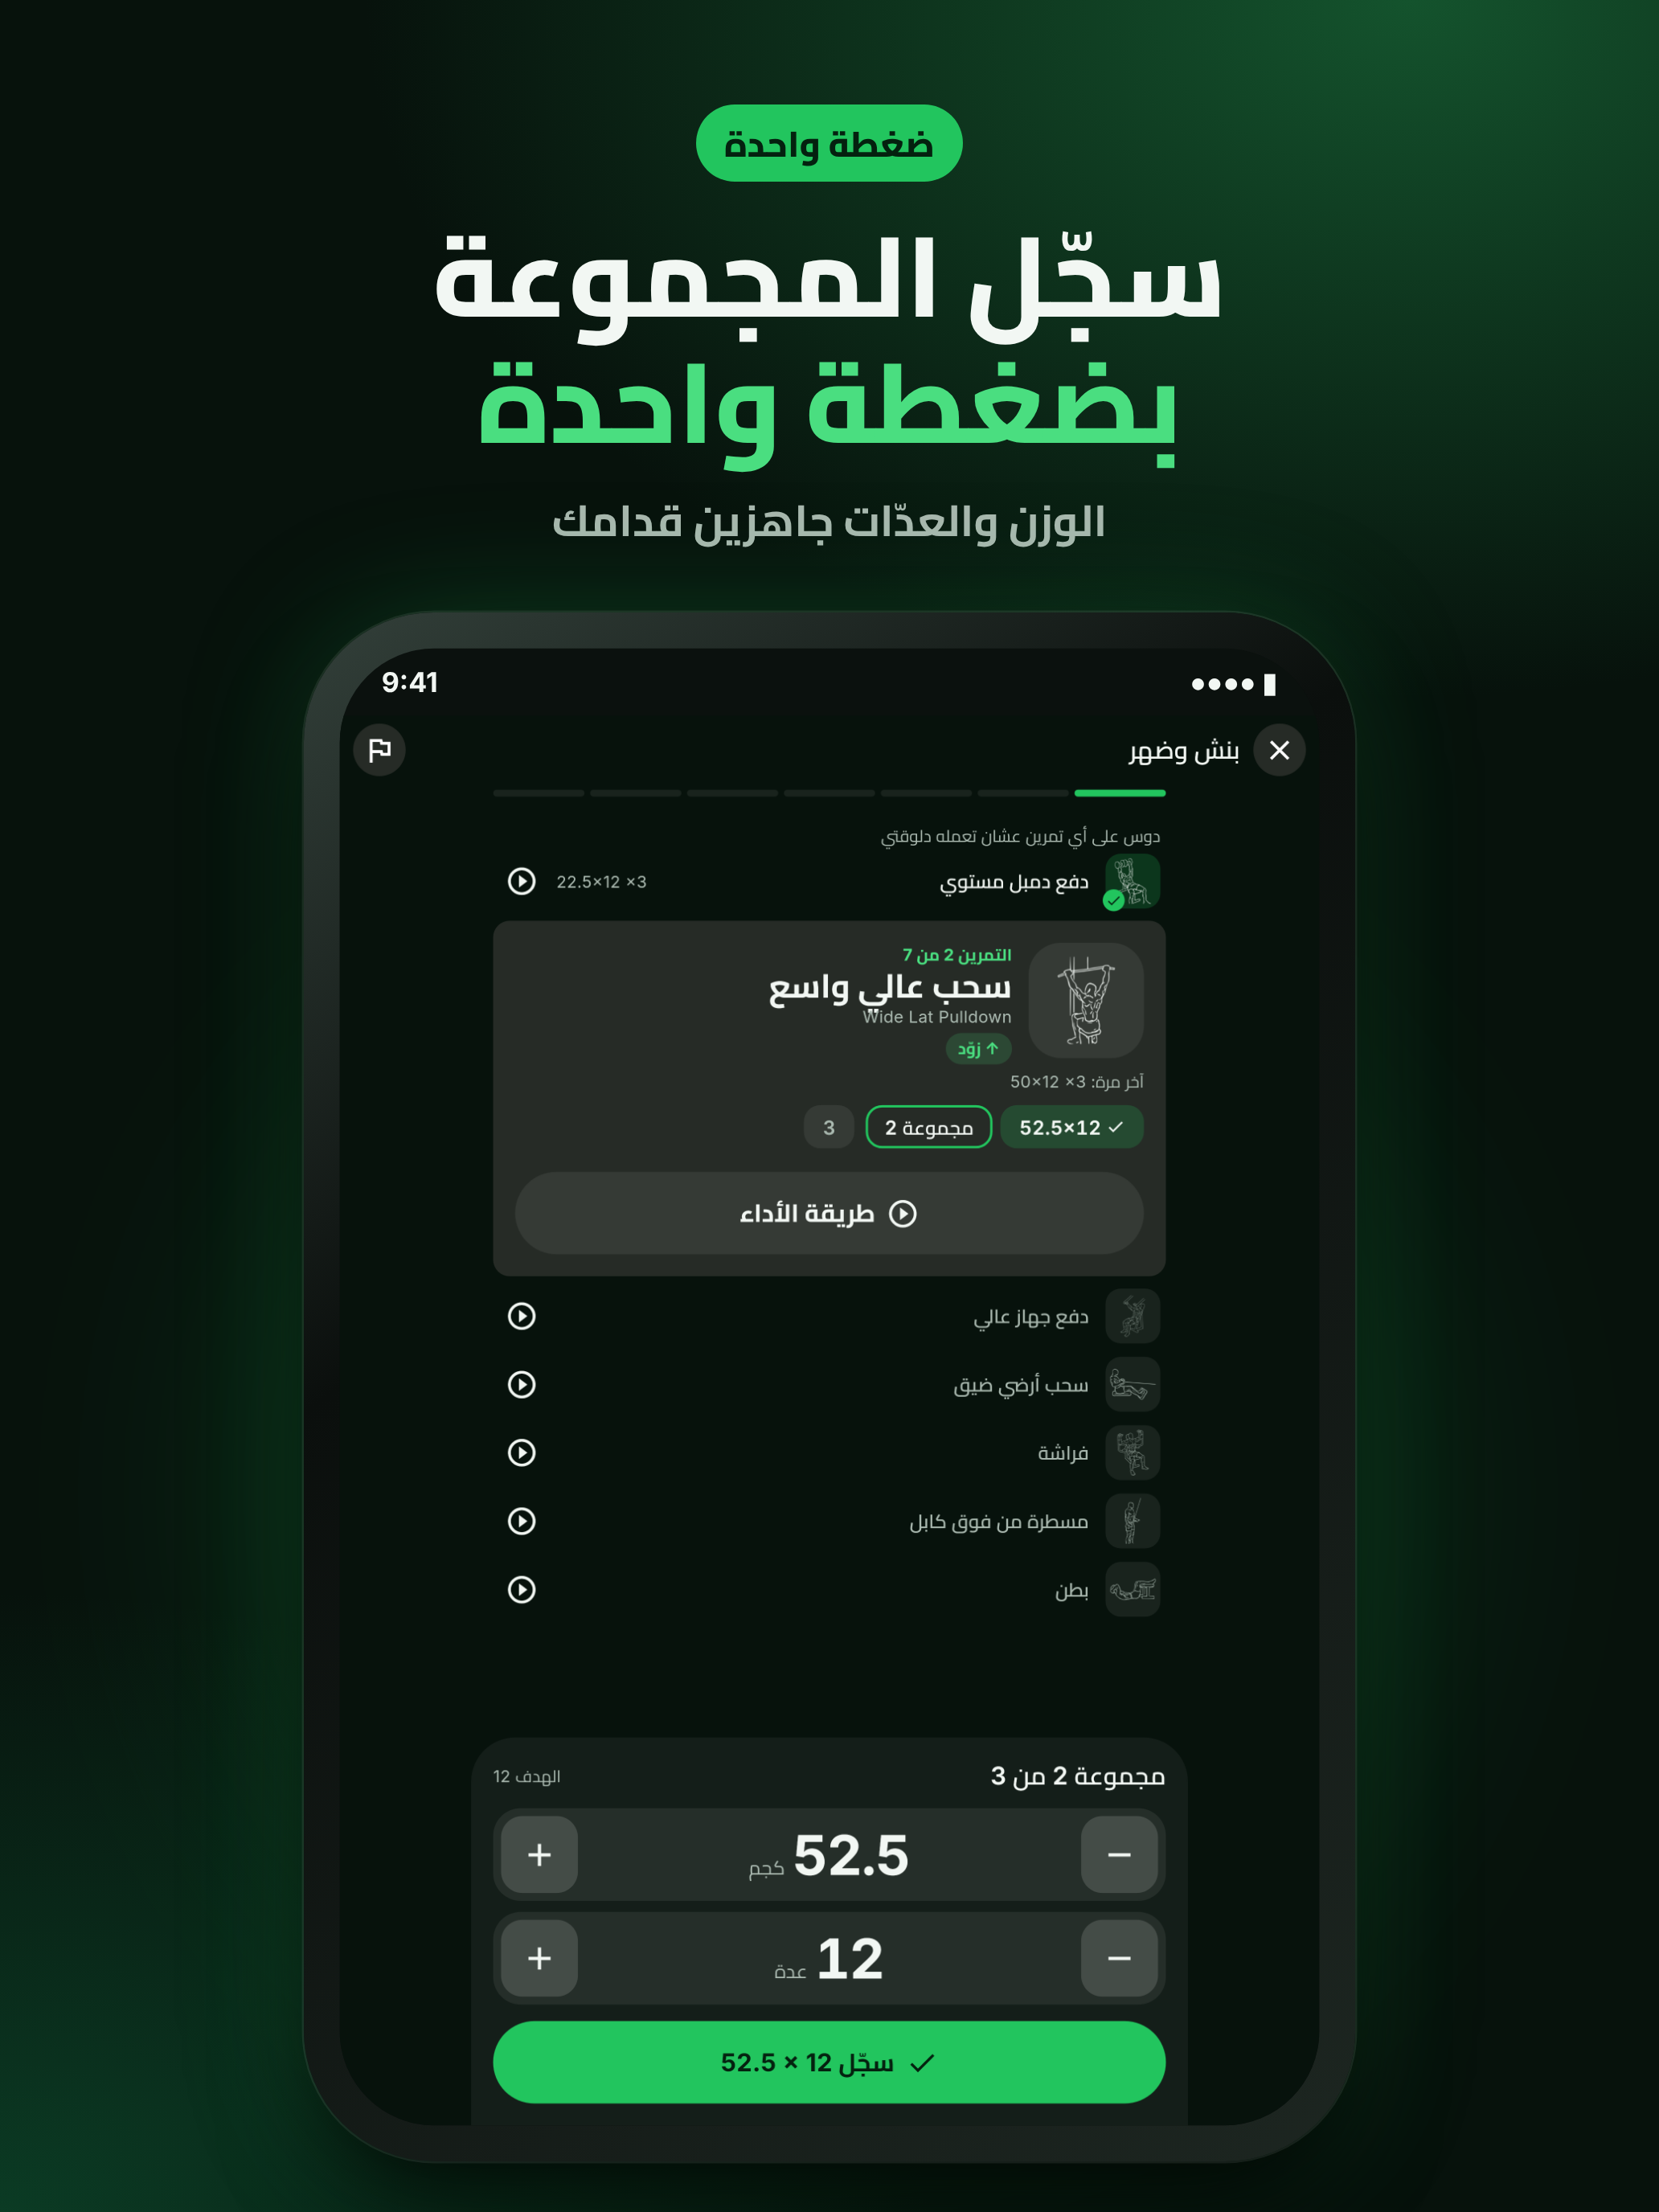 ضغطة واحدة
سجّل المجموعة
بضغطة واحدة
الوزن والعدّات جاهزين قدامك
9:41
بنش وضهر
دوس على أي تمرين عشان تعمله دلوقتي
دفع دمبل مستوي
3× 12×22.5
التمرين 2 من 7
سحب عالي واسع
Wide Lat Pulldown
↑ زوّد
آخر مرة: 3× 12×50
✓ 52.5×12
مجموعة 2
3
طريقة الأداء
دفع جهاز عالي
سحب أرضي ضيق
فراشة
مسطرة من فوق كابل
بطن
مجموعة 2 من 3
الهدف 12
− 52.5 كجم +
− 12 عدة +
✓ سجّل 12 × 52.5